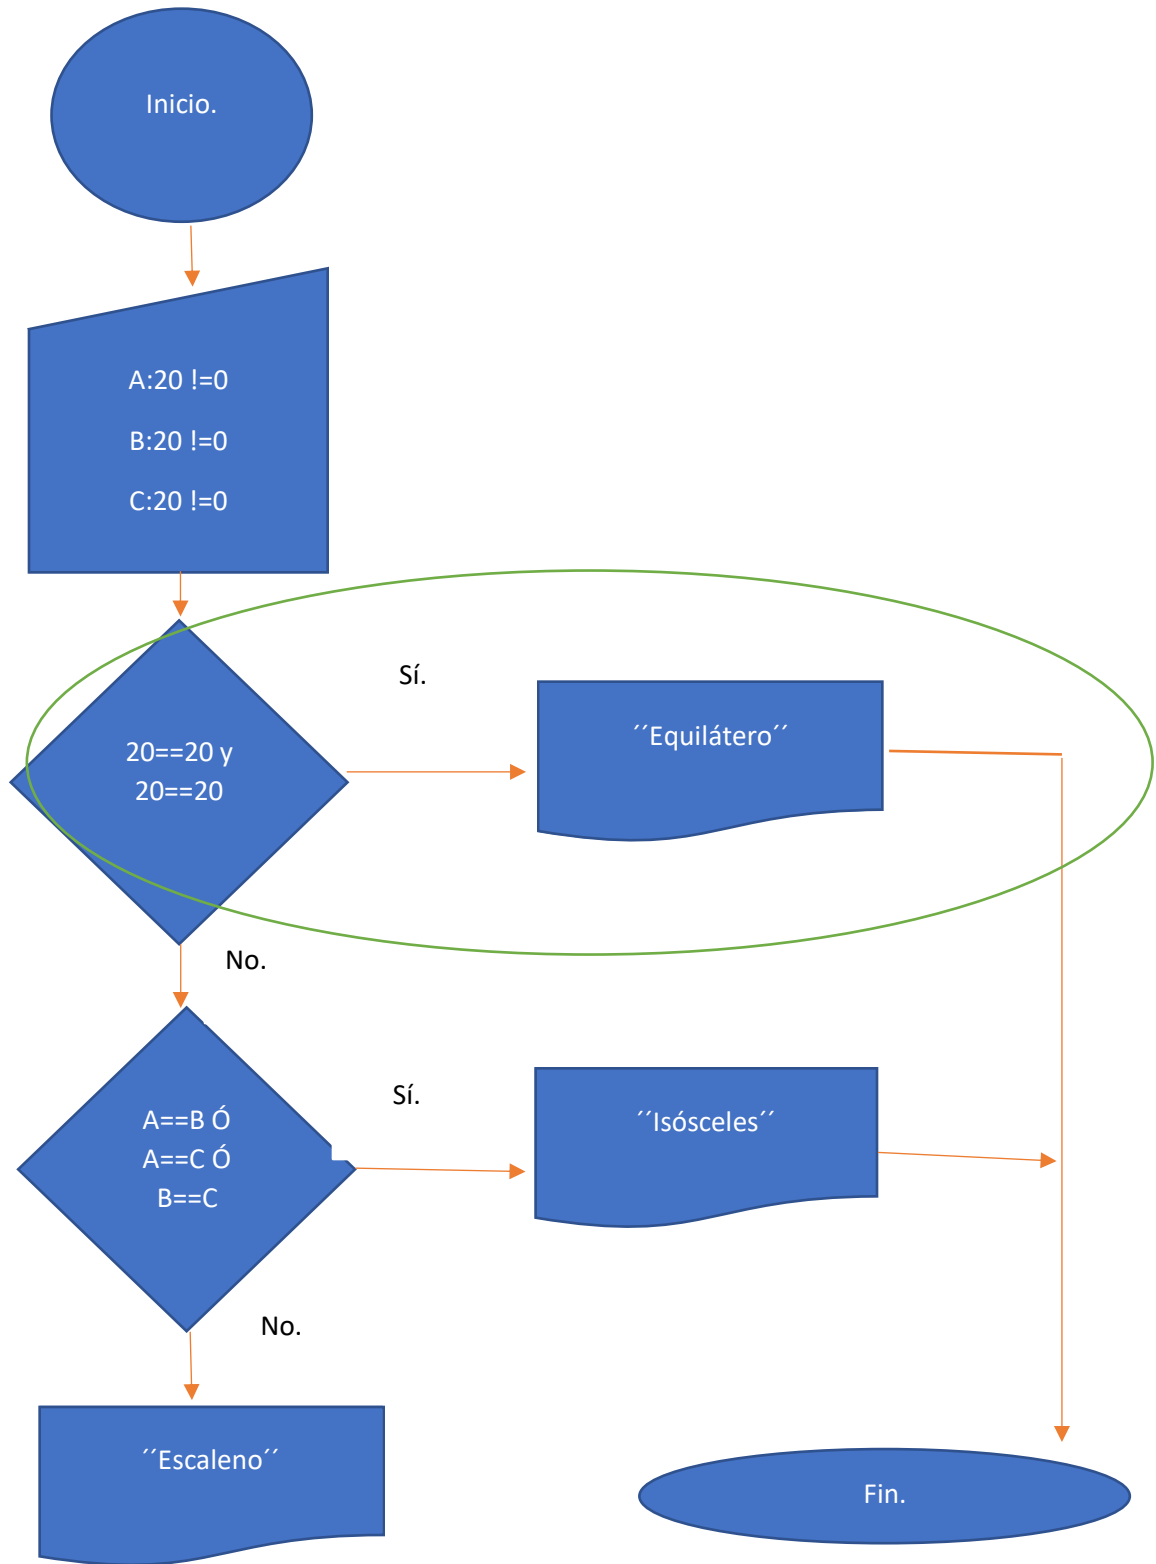 Inicio.
A:20 !=0
B:20 !=0
C:20 !=0
Sí.
20==20 y
20==20
´´Equilátero´´
No.
Sí.
A==B Ó
A==C Ó
B==C
´´Isósceles´´
No.
´´Escaleno´´
Fin.